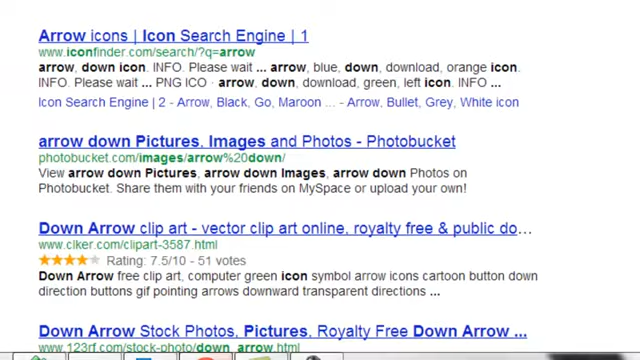 Arrow icons | Icon Search Engine | 1
www.iconfinder.com/search/?q=arrow
arrow, down icon. INFO. Please wait ... arrow, blue, down, download, orange icon.
INFO. Please wait ... PNG ICO · arrow, down, download, green, left icon. INFO ...
Icon Search Engine | 2 - Arrow, Black, Go, Maroon ... - Arrow, Bullet, Grey, White icon
arrow down Pictures, Images and Photos - Photobucket
photobucket.com/images/arrow%20down/
View arrow down Pictures, arrow down Images, arrow down Photos on
Photobucket. Share them with your friends on MySpace or upload your own!
Down Arrow clip art - vector clip art online, royalty free & public do...
www.clker.com/clipart-3587.html
Rating: 7.5/10 - 51 votes
Down Arrow free clip art, computer green icon symbol arrow icons cartoon button down
direction buttons gif pointing arrows downward transparent directions ...
Down Arrow Stock Photos, Pictures, Royalty Free Down Arrow ...
www.123rf.com/stock-photo/down_arrow.html